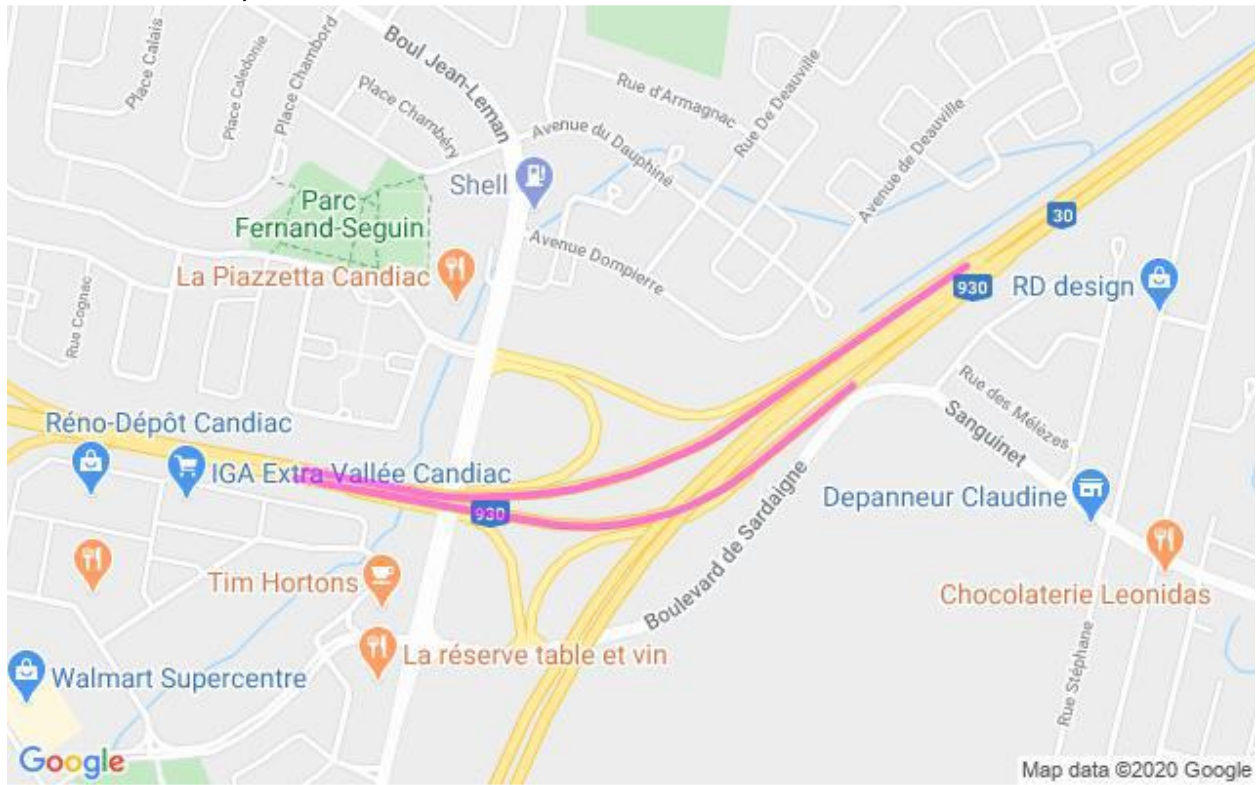 Place Calais
Place Caledonie
Place Chambord
Boul Jean-Leman
Place Chambéry
Rue d'Armagnac
Rue De Deauville
Avenue du Dauphiné
Avenue de Deauville
Shell
Parc
Fernand-Seguin
30
Avenue Dompierre
La Piazzetta Candiac
930
RD design
Rue Cognac
Rue des Mélèzes
Réno-Dépôt Candiac
Sanguinet
IGA Extra Vallée Candiac
Depanneur Claudine
930
Tim Hortons
Boulevard de Sardaigne
Chocolaterie Leonidas
La réserve table et vin
Rue Stéphane
Walmart Supercentre
Google
Map data ©2020 Google